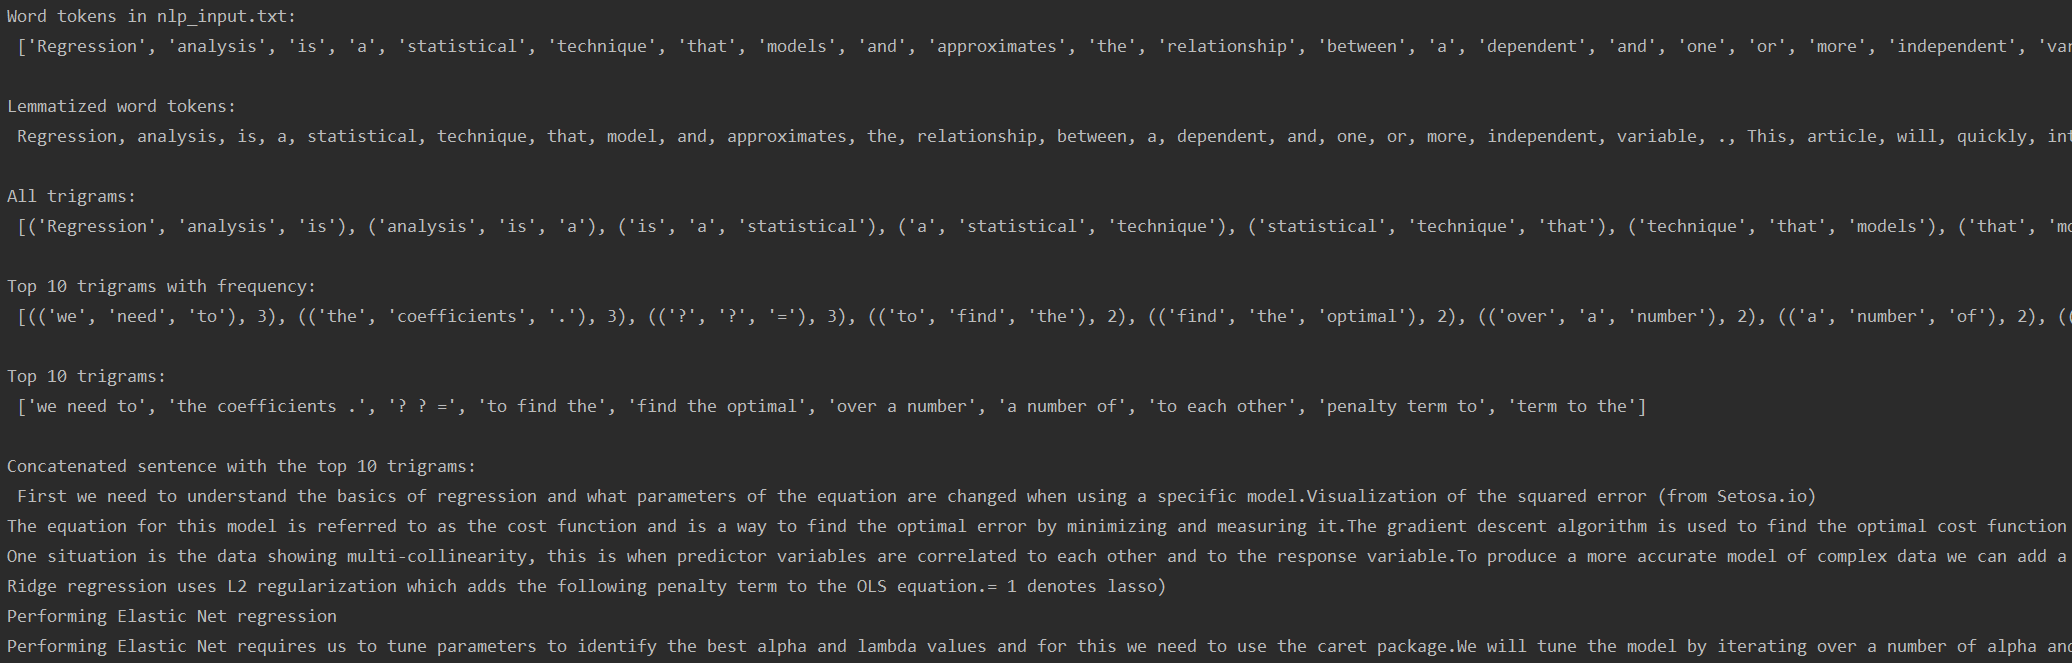 Word tokens in nlp_input.txt:
['Regression', 'analysis', 'is', 'a', 'statistical', 'technique', 'that', 'models', 'and', 'approximates', 'the', 'relationship', 'between', 'a', 'dependent', 'and', 'one', 'or', 'more', 'independent', 'var
Lemmatized word tokens:
Regression, analysis, is, a, statistical, technique, that, model, and, approximates, the, relationship, between, a, dependent, and, one, or, more, independent, variable, ., This, article, will, quickly, int
All trigrams:
[('Regression', 'analysis', 'is'), ('analysis', 'is', 'a'), ('is', 'a', 'statistical'), ('a', 'statistical', 'technique'), ('statistical', 'technique', 'that'), ('technique', 'that', 'models'), ('that', 'mo
Top 10 trigrams with frequency:
[(('we', 'need', 'to'), 3), (('the', 'coefficients', '.'), 3), (('?', '?', '='), 3), (('to', 'find', 'the'), 2), (('find', 'the', 'optimal'), 2), (('over', 'a', 'number'), 2), (('a', 'number', 'of'), 2), ((
Top 10 trigrams:
['we need to', 'the coefficients .', '? ? =', 'to find the', 'find the optimal', 'over a number', 'a number of', 'to each other', 'penalty term to', 'term to the']
Concatenated sentence with the top 10 trigrams:
First we need to understand the basics of regression and what parameters of the equation are changed when using a specific model.Visualization of the squared error (from Setosa.io)
The equation for this model is referred to as the cost function and is a way to find the optimal error by minimizing and measuring it.The gradient descent algorithm is used to find the optimal cost function
One situation is the data showing multi-collinearity, this is when predictor variables are correlated to each other and to the response variable.To produce a more accurate model of complex data we can add a
Ridge regression uses L2 regularization which adds the following penalty term to the OLS equation.= 1 denotes lasso)
Performing Elastic Net regression
Performing Elastic Net requires us to tune parameters to identify the best alpha and lambda values and for this we need to use the caret package.We will tune the model by iterating over a number of alpha and